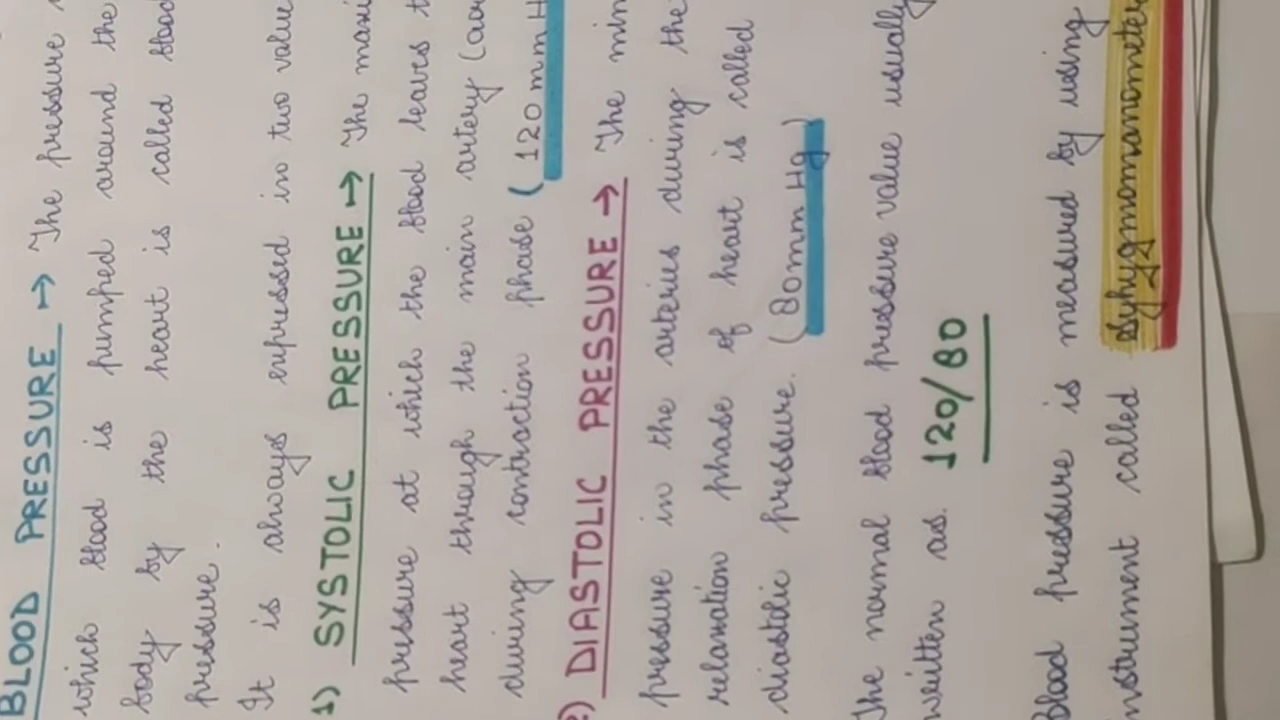 BLOOD PRESSURE → The pressure
which blood is pumped around the
body by the heart is called blood
pressure.
It is always expressed in two value
1) SYSTOLIC PRESSURE → The maxi
pressure at which the blood leaves t
heart through the main artery (aor
during contraction phase (120 mm H
2) DIASTOLIC PRESSURE → The min
pressure in the arteries during the
relaxation phase of heart is called
diastolic pressure. (80mm Hg)
The normal blood pressure value usually
written as. 120/80
Blood pressure is measured by using
instrument called syhygmomanometer